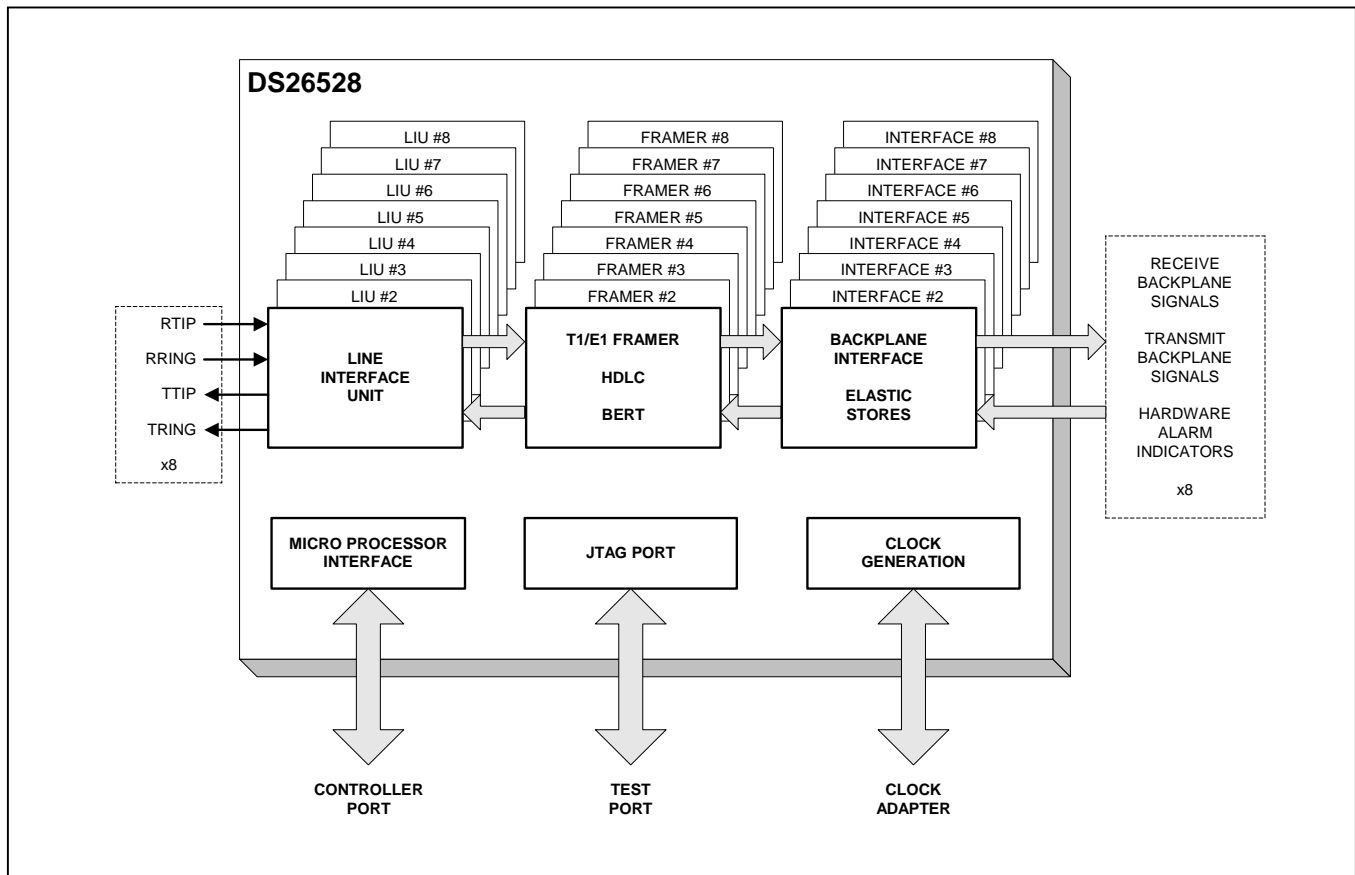 DS26528
LIU #8
LIU #7
LIU #6
LIU #5
LIU #4
LIU #3
LIU #2
LINE
INTERFACE
UNIT
FRAMER #8
FRAMER #7
FRAMER #6
FRAMER #5
FRAMER #4
FRAMER #3
FRAMER #2
T1/E1 FRAMER
HDLC
BERT
INTERFACE #8
INTERFACE #7
INTERFACE #6
INTERFACE #5
INTERFACE #4
INTERFACE #3
INTERFACE #2
BACKPLANE
INTERFACE
ELASTIC
STORES
RTIP
RRING
TTIP
TRING
x8
RECEIVE
BACKPLANE
SIGNALS
TRANSMIT
BACKPLANE
SIGNALS
HARDWARE
ALARM
INDICATORS
x8
MICRO PROCESSOR
INTERFACE
JTAG PORT
CLOCK
GENERATION
CONTROLLER
PORT
TEST
PORT
CLOCK
ADAPTER